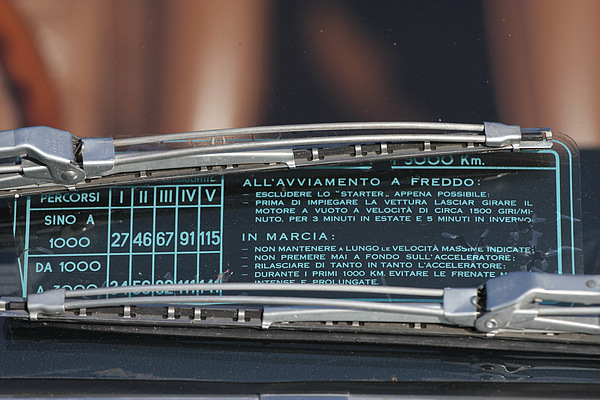 3000 Km.
PERCORSI I II III IV V
SINO A
1000 27 46 67 91 115
DA 1000
A 3000
ALL'AVVIAMENTO A FREDDO:
— ESCLUDERE LO "STARTER„ APPENA POSSIBILE:
— PRIMA DI IMPIEGARE LA VETTURA LASCIAR GIRARE IL
MOTORE A VUOTO A VELOCITÀ DI CIRCA 1500 GIRI/MI-
NUTO, PER 3 MINUTI IN ESTATE E 5 MINUTI IN INVERNO
IN MARCIA:
— NON MANTENERE A LUNGO LE VELOCITÀ MASSIME INDICATE
— NON PREMERE MAI A FONDO SULL'ACCELERATORE:
— RILASCIARE DI TANTO IN TANTO L'ACCELERATORE:
— DURANTE I PRIMI 1000 KM. EVITARE LE FRENATE
INTENSE E PROLUNGATE.